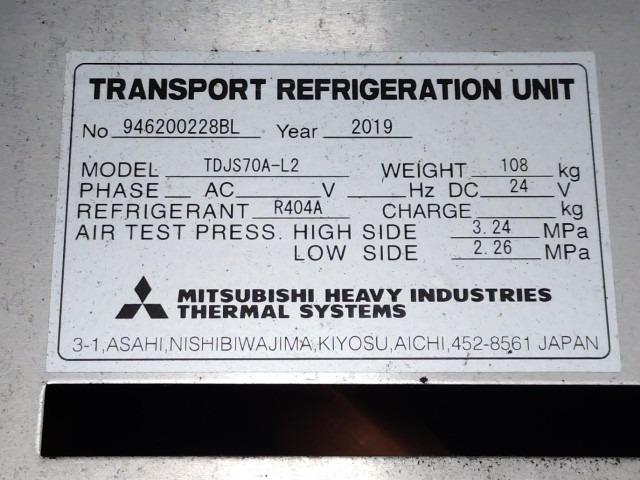 TRANSPORT REFRIGERATION UNIT
No 946200228BL Year 2019
MODEL TDJS70A-L2 WEIGHT 108 kg
PHASE AC V Hz DC 24 V
REFRIGERANT R404A CHARGE kg
AIR TEST PRESS. HIGH SIDE 3.24 MPa
LOW SIDE 2.26 MPa
MITSUBISHI HEAVY INDUSTRIES
THERMAL SYSTEMS
3-1,ASAHI,NISHIBIWAJIMA,KIYOSU,AICHI,452-8561 JAPAN